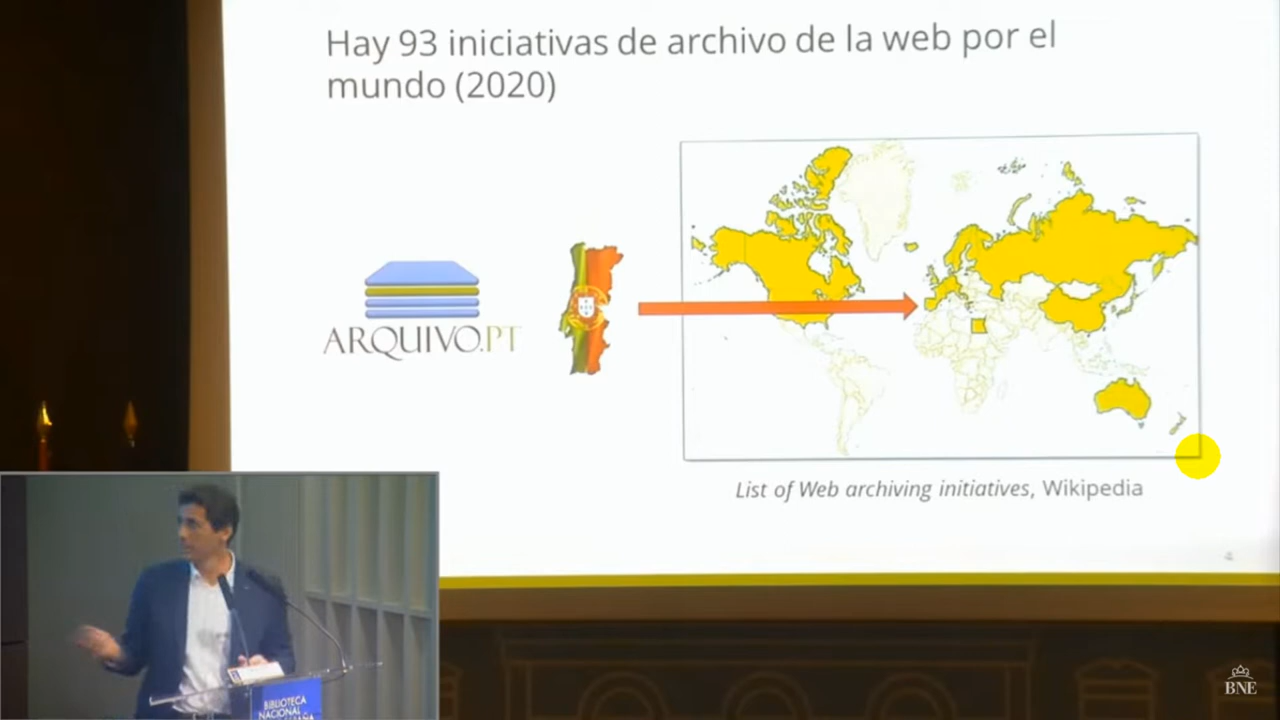 Hay 93 iniciativas de archivo de la web por el
mundo (2020)
ARQUIVO.PT
List of Web archiving initiatives, Wikipedia
4
BIBLIOTECA
NACIONAL
BNE